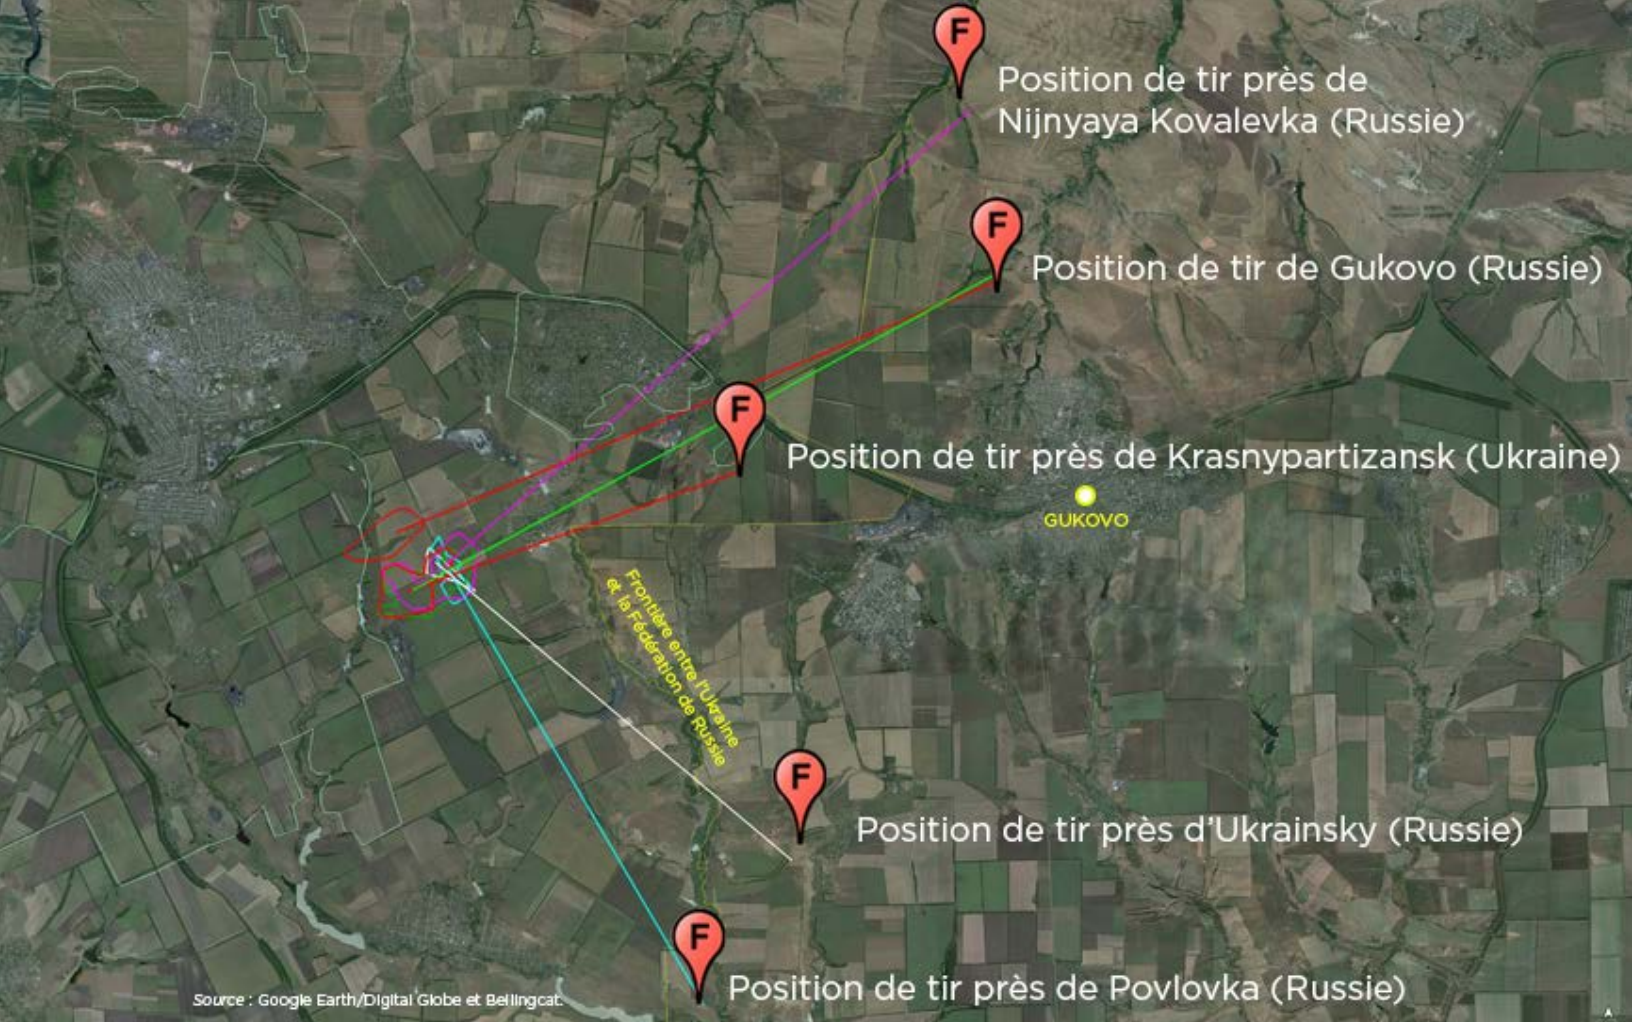 F
Position de tir près de
Nijnyaya Kovalevka (Russie)
F
Position de tir de Gukovo (Russie)
F
Position de tir près de Krasnypartizansk (Ukraine)
GUKOVO
Frontière entre l'Ukraine
et la Fédération de Russie
F
Position de tir près d'Ukrainsky (Russie)
F
Position de tir près de Povlovka (Russie)
Source : Google Earth/Digital Globe et Bellingcat.